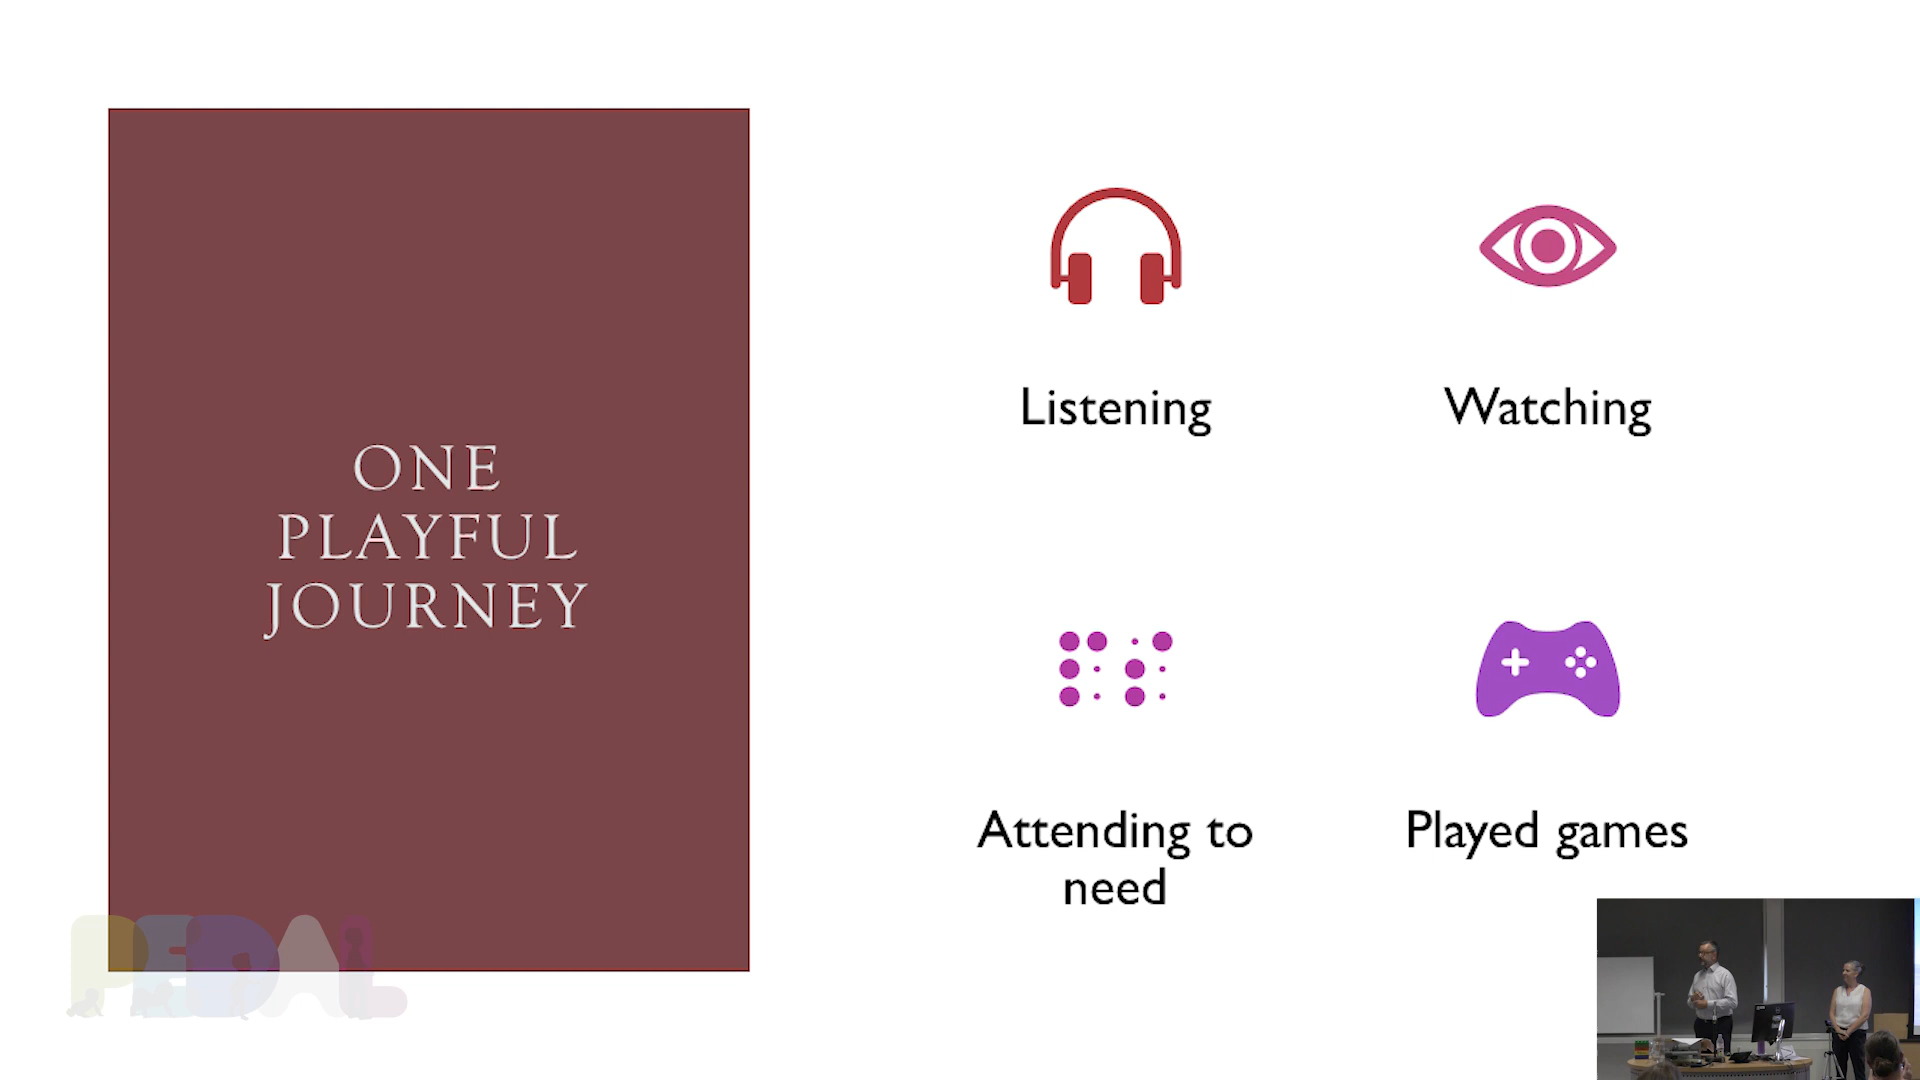 ONE
PLAYFUL
JOURNEY
Listening
Watching
Attending to
need
Played games
PEDAL